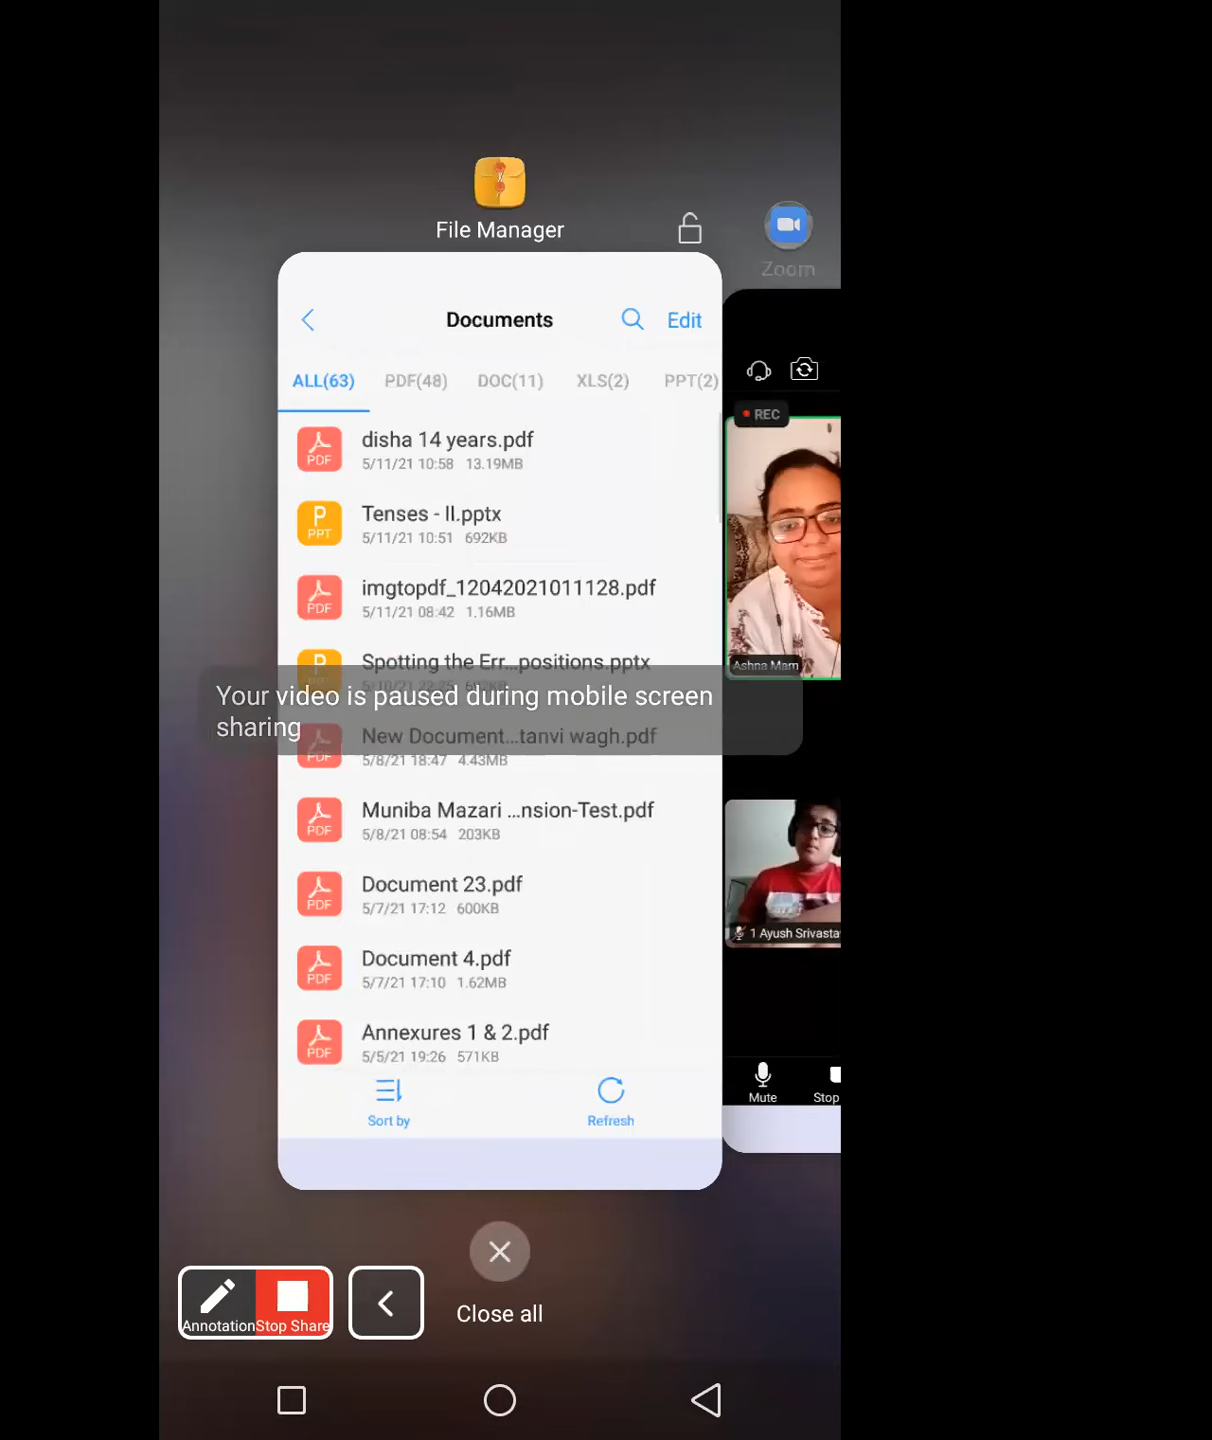 File Manager
Zoom
Documents
Edit
ALL(63)
PDF(48)
DOC(11)
XLS(2)
PPT(2)
REC
PDF
disha 14 years.pdf
5/11/21 10:58 13.19MB
P
PPT
Tenses - II.pptx
5/11/21 10:51 692KB
PDF
imgtopdf_12042021011128.pdf
5/11/21 08:42 1.16MB
Spotting the Err...positions.pptx
Ashna Mam
Your video is paused during mobile screen
sharing
PDF
New Document...tanvi wagh.pdf
5/8/21 18:47 4.43MB
PDF
Muniba Mazari ...nsion-Test.pdf
5/8/21 08:54 203KB
PDF
Document 23.pdf
5/7/21 17:12 600KB
1 Ayush Srivasta
PDF
Document 4.pdf
5/7/21 17:10 1.62MB
PDF
Annexures 1 & 2.pdf
5/5/21 19:26 571KB
Mute
Stop
Sort by
Refresh
Annotation
Stop Share
Close all